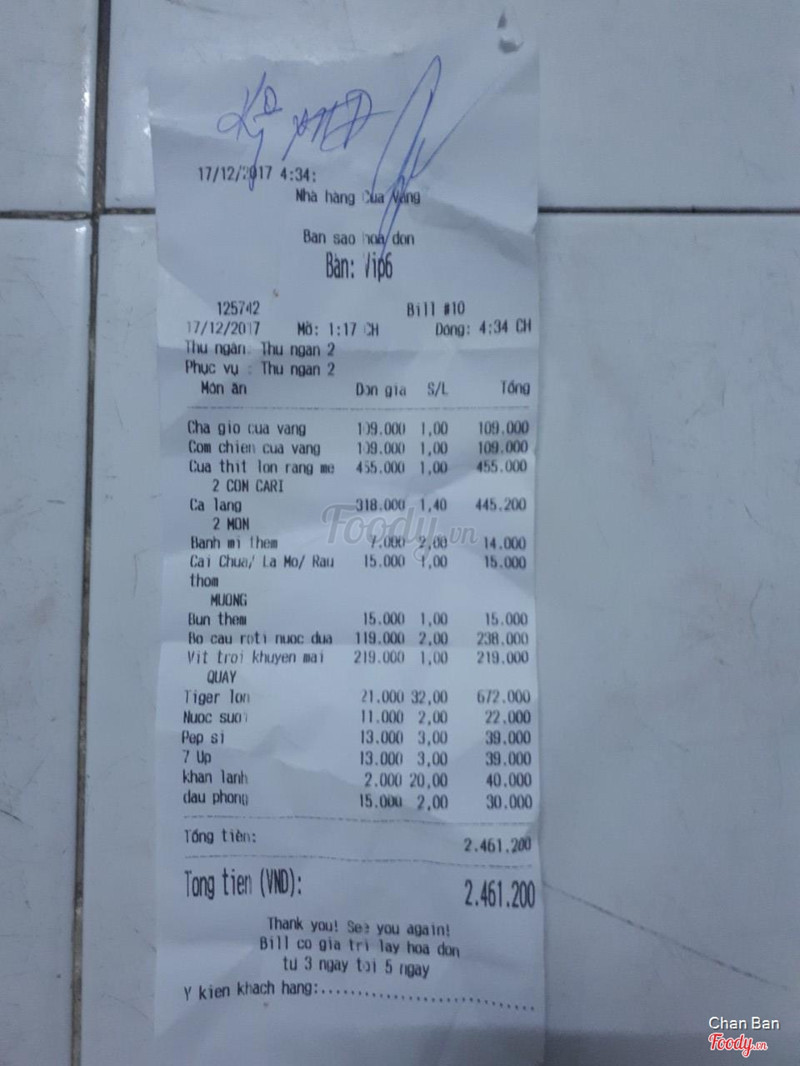 17/12/2017 4:34:
Nhà hàng Cua Vàng
Ban sao hoa don
Bàn: Vip6
125742 Bill #10
17/12/2017 Mở: 1:17 CH Đóng: 4:34 CH
Thu ngân: Thu ngan 2
Phục vụ : Thu ngan 2
Món ăn Đơn giá S/L Tổng
Cha gio cua vang 109.000 1,00 109.000
Com chien cua vang 109.000 1,00 109.000
Cua thit lon rang me 455.000 1,00 455.000
2 CON CARI
Ca lang 318.000 1,40 445.200
2 MON
Foody.vn
Banh mi them 7.000 2,00 14.000
Cai Chua/ La Mo/ Rau 15.000 1,00 15.000
thom
MUONG
Bun them 15.000 1,00 15.000
Bo cau roti nuoc dua 119.000 2,00 238.000
Vit troi khuyen mai 219.000 1,00 219.000
QUAY
Tiger lon 21.000 32,00 672.000
Nuoc suoi 11.000 2,00 22.000
Pep si 13.000 3,00 39.000
7 Up 13.000 3,00 39.000
khan lanh 2.000 20,00 40.000
dau phong 15.000 2,00 30.000
Tổng tiền: 2.461.200
Tong tien (VND): 2.461.200
Thank you! See you again!
Bill co gia tri lay hoa don
tu 3 ngay toi 5 ngay
Y kien khach hang:..............................
Chan Ban
Foody.vn